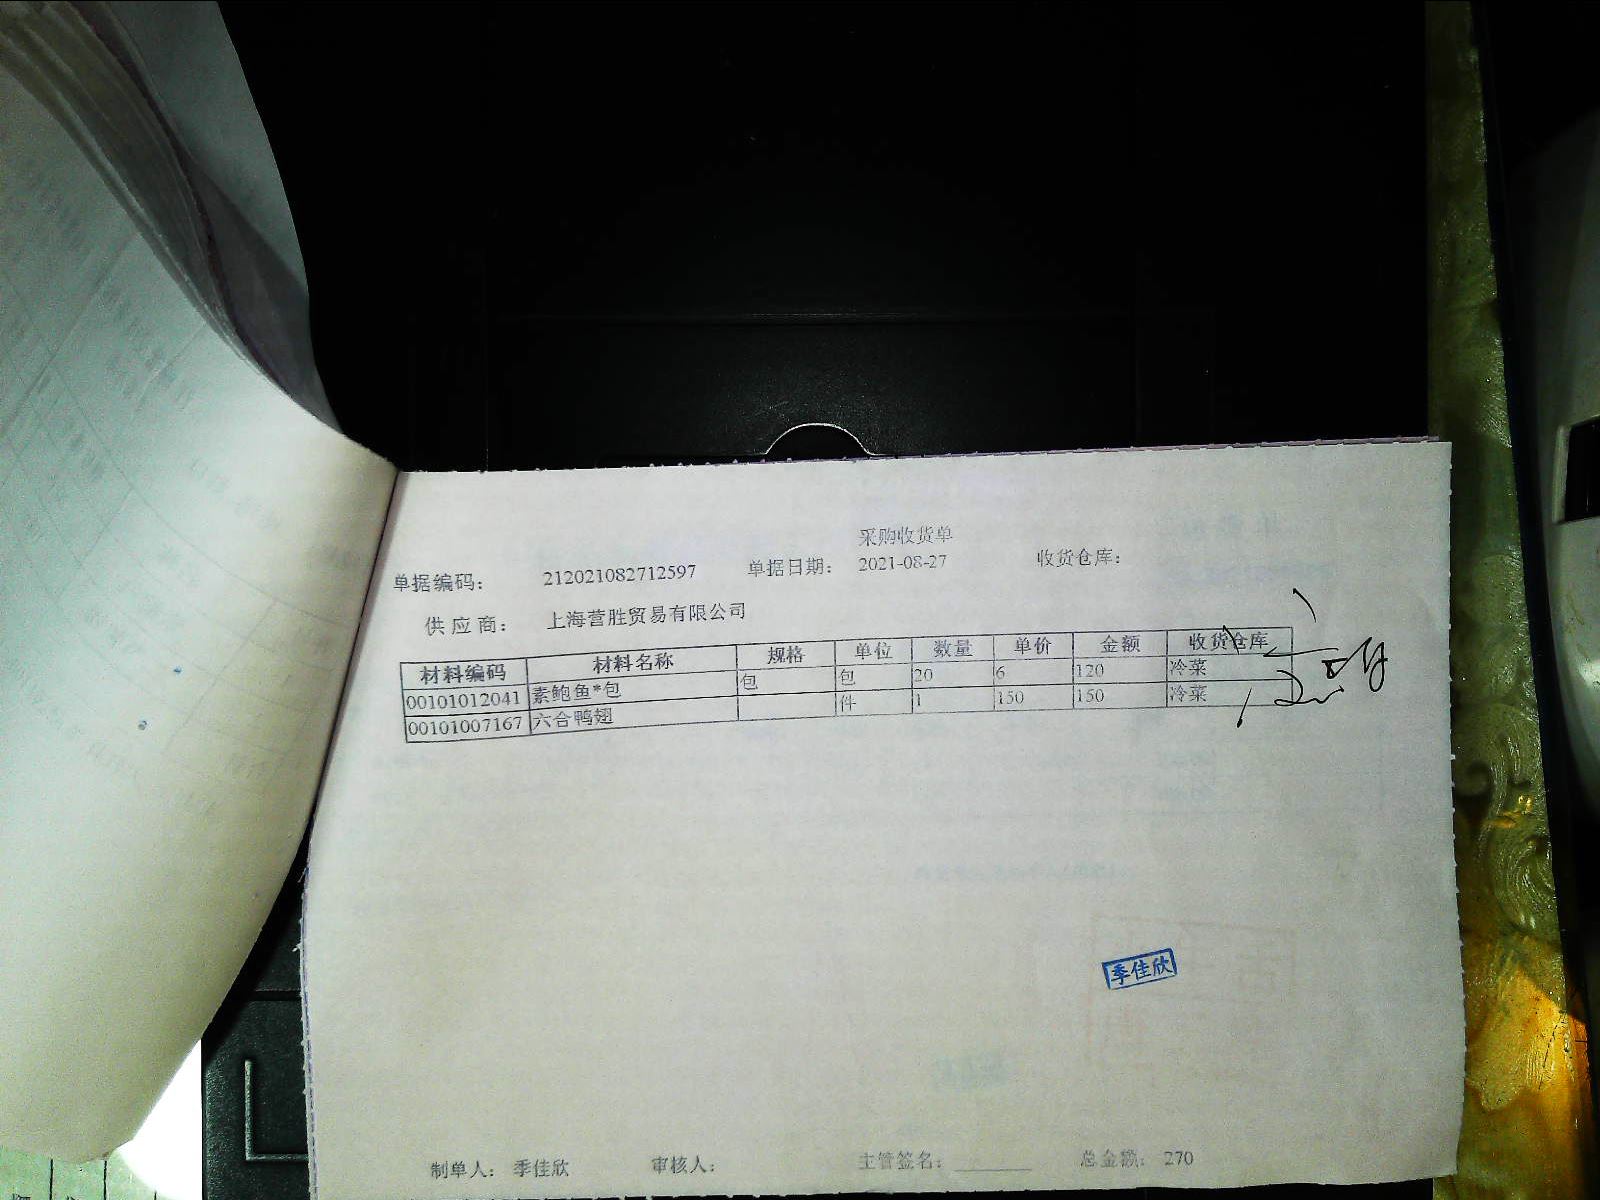 采购收货单
单据编码: 212021082712597 单据日期: 2021-08-27 收货仓库:
供应商: 上海营胜贸易有限公司
材料编码 材料名称 规格 单位 数量 单价 金额 收货仓库
00101012041 素鲍鱼*包 包 包 20 6 120 冷菜
00101007167 六合鸭翅 件 1 150 150 冷菜
季佳欣
制单人: 季佳欣 审核人: 主管签名: 总金额: 270